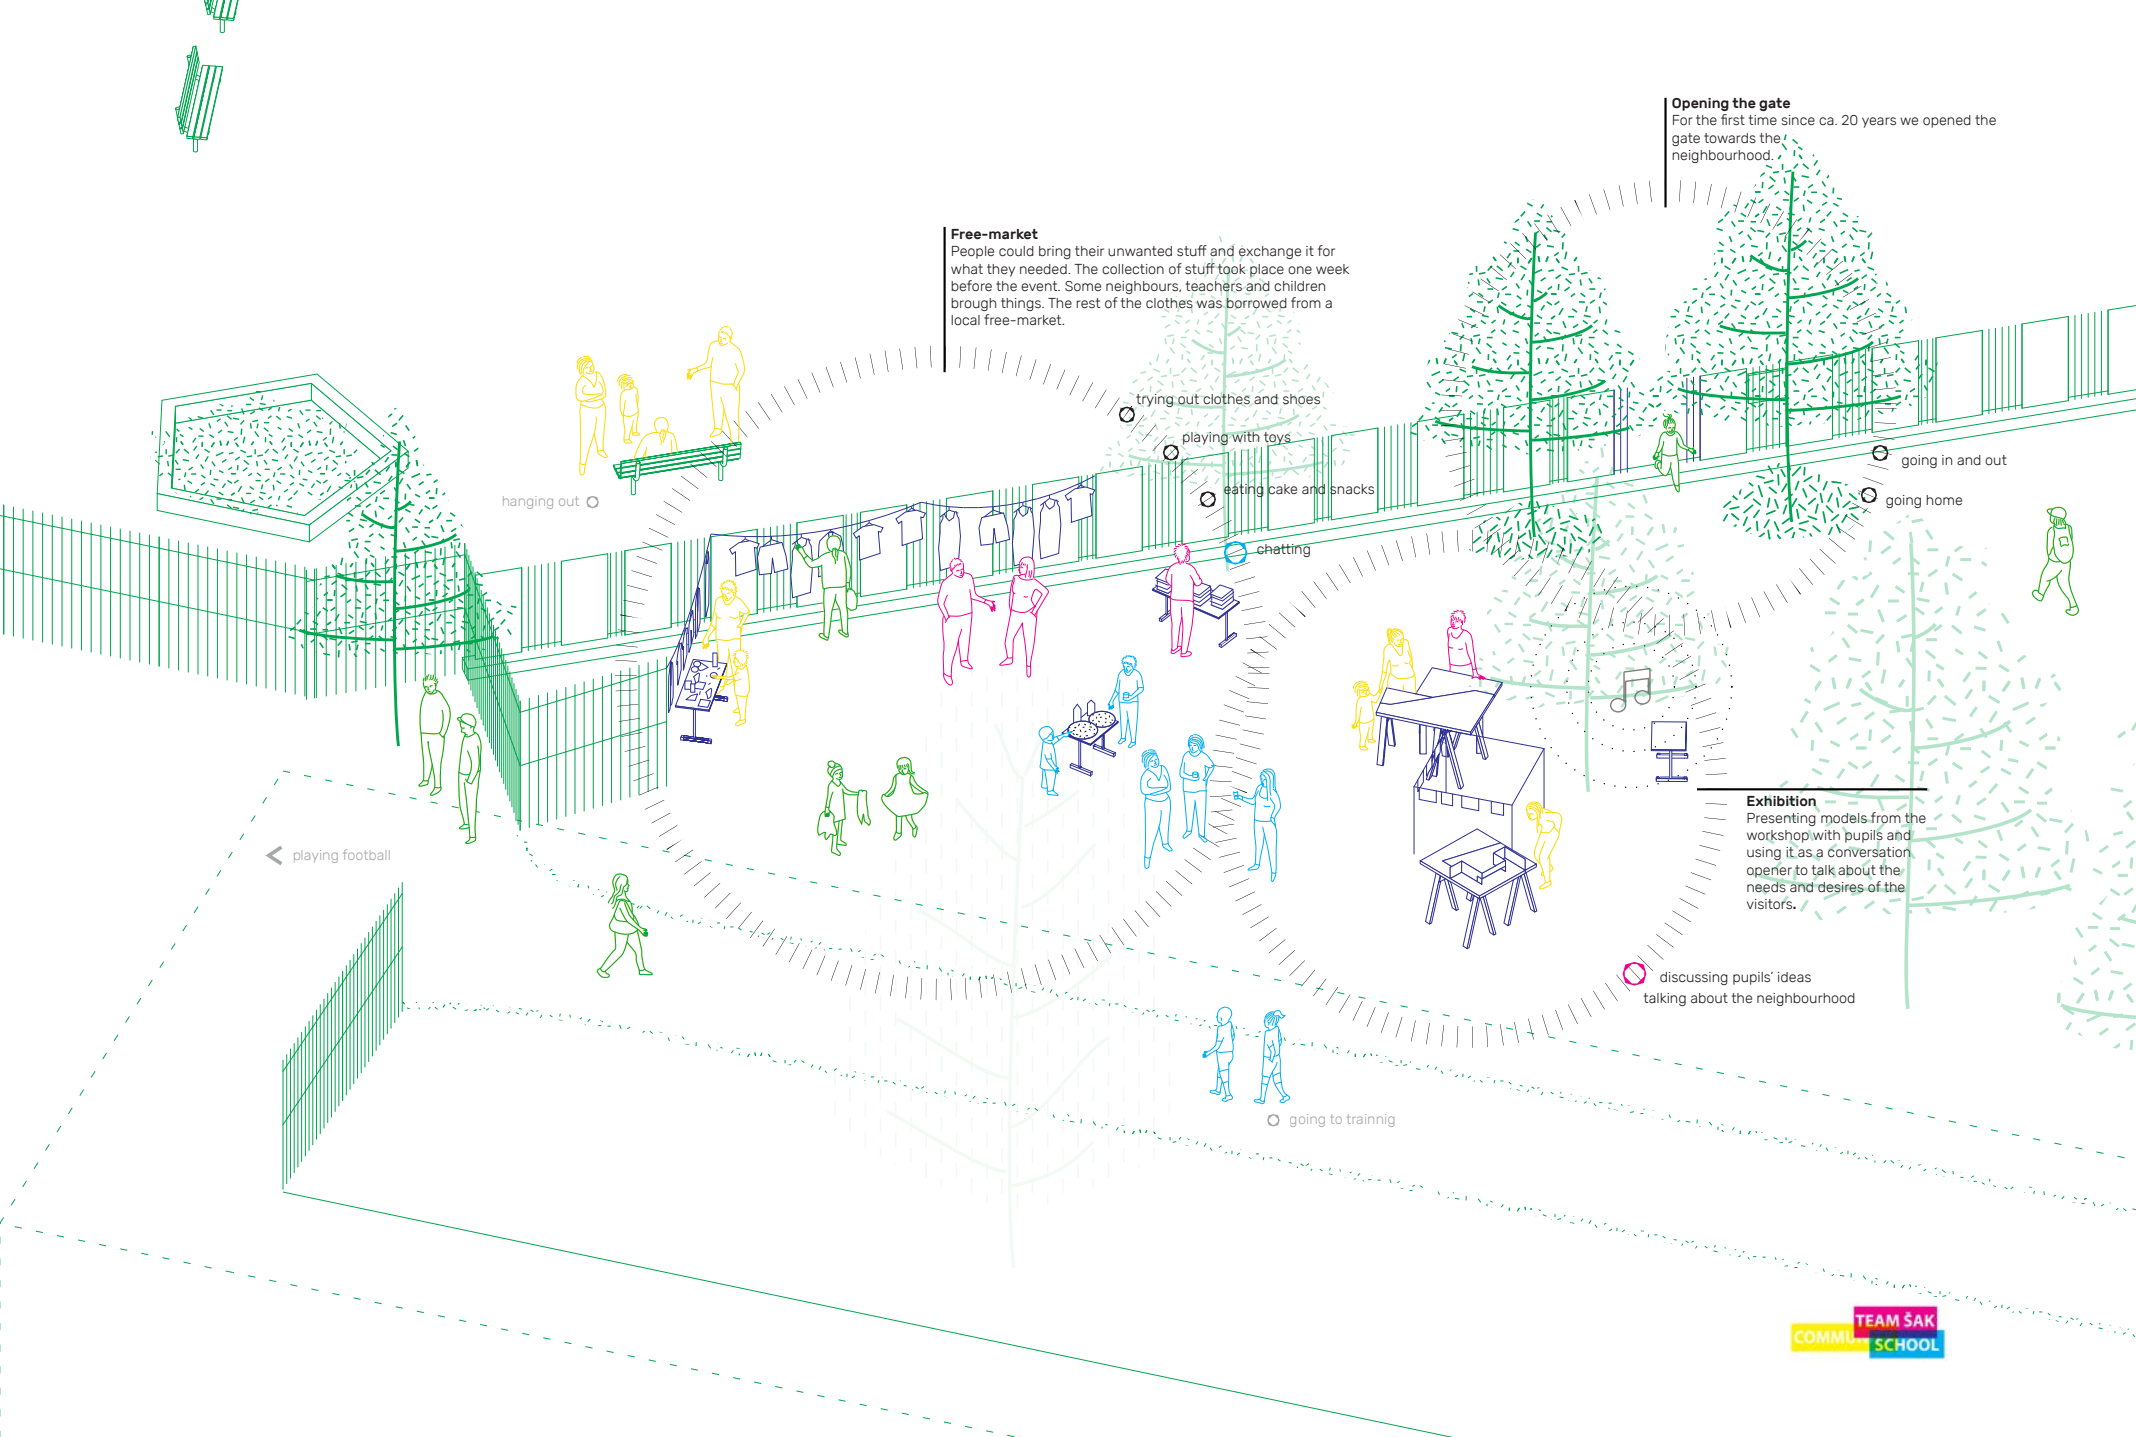 Opening the gate
For the first time since ca. 20 years we opened the
gate towards the
neighbourhood.
Free-market
People could bring their unwanted stuff and exchange it for
what they needed. The collection of stuff took place one week
before the event. Some neighbours, teachers and children
brough things. The rest of the clothes was borrowed from a
local free-market.
trying out clothes and shoes
playing with toys
eating cake and snacks
chatting
hanging out
going in and out
going home
playing football
Exhibition
Presenting models from the
workshop with pupils and
using it as a conversation
opener to talk about the
needs and desires of the
visitors.
discussing pupils' ideas
talking about the neighbourhood
going to trainnig
TEAM ŠAK
COMMU
SCHOOL